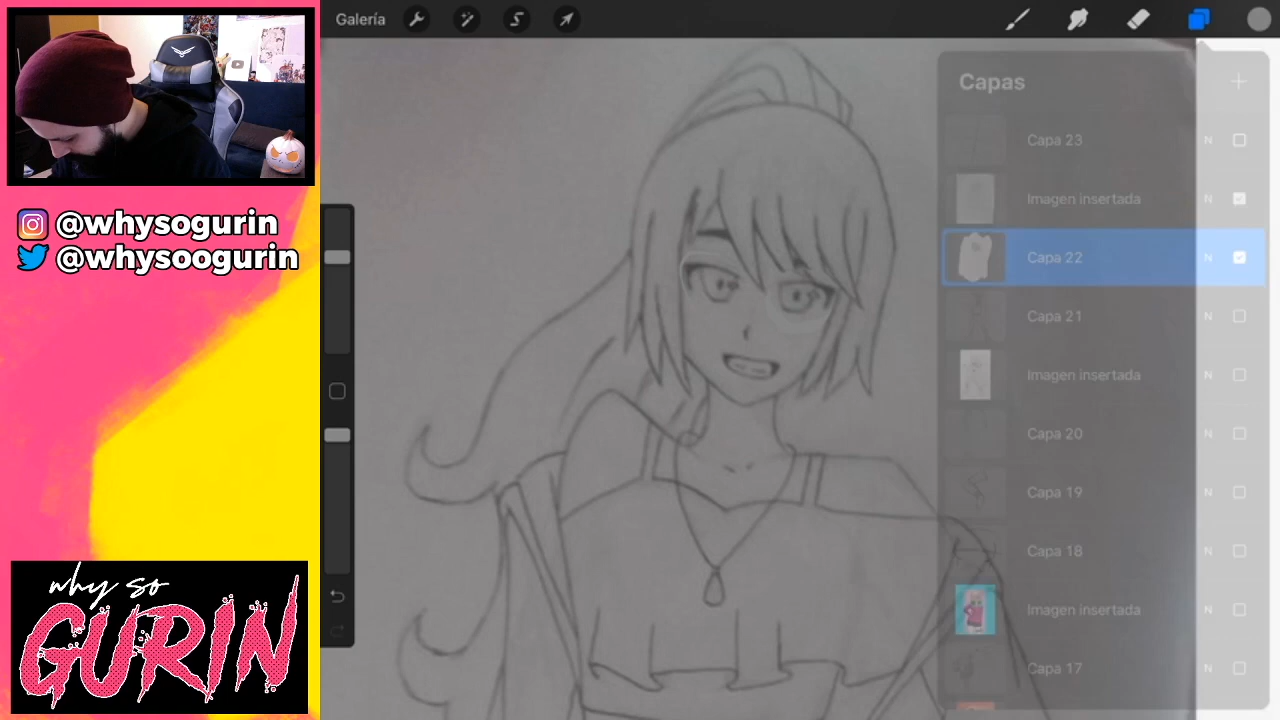 Galería
@whysogurin
@whysoogurin
why so
GURIN
Capas
Capa 23 N
Imagen insertada N
Capa 22 N
Capa 21 N
Imagen insertada N
Capa 20 N
Capa 19 N
Capa 18 N
Imagen insertada N
Capa 17 N